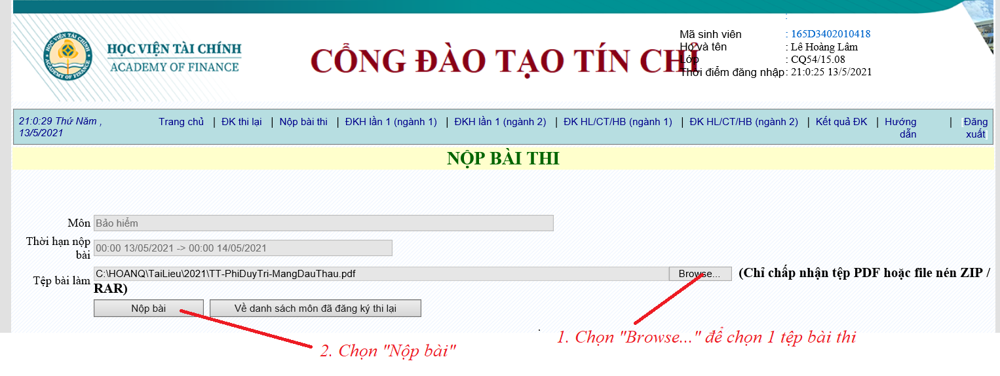 HỌC VIỆN TÀI CHÍNH
ACADEMY OF FINANCE
CỔNG ĐÀO TẠO TÍN CHỈ
:
Mã sinh viên : 165D3402010418
Họ và tên : Lê Hoàng Lâm
Lớp : CQ54/15.08
Thời điểm đăng nhập : 21:0:25 13/5/2021
21:0:29 Thứ Năm ,
13/5/2021
Trang chủ | ĐK thi lại | Nộp bài thi | ĐKH lần 1 (ngành 1) | ĐKH lần 1 (ngành 2) | ĐK HL/CT/HB (ngành 1) | ĐK HL/CT/HB (ngành 2) | Kết quả ĐK | Hướng dẫn | [Đăng xuất]
NỘP BÀI THI
Môn Bảo hiểm
Thời hạn nộp bài 00:00 13/05/2021 -> 00:00 14/05/2021
Tệp bài làm C:\HOANQ\TaiLieu\2021\TT-PhiDuyTri-MangDauThau.pdf Browse... (Chỉ chấp nhận tệp PDF hoặc file nén ZIP /
RAR)
Nộp bài Về danh sách môn đã đăng ký thi lại
1. Chọn "Browse..." để chọn 1 tệp bài thi
2. Chọn "Nộp bài"